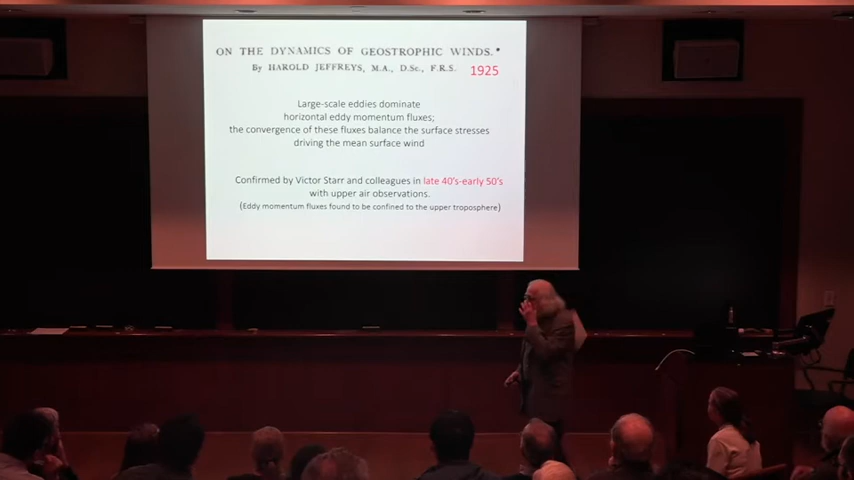 ON THE DYNAMICS OF GEOSTROPHIC WINDS.*
By HAROLD JEFFREYS, M.A., D.Sc., F.R.S. 1925
Large-scale eddies dominate
horizontal eddy momentum fluxes;
the convergence of these fluxes balance the surface stresses
driving the mean surface wind
Confirmed by Victor Starr and colleagues in late 40's-early 50's
with upper air observations.
(Eddy momentum fluxes found to be confined to the upper troposphere)